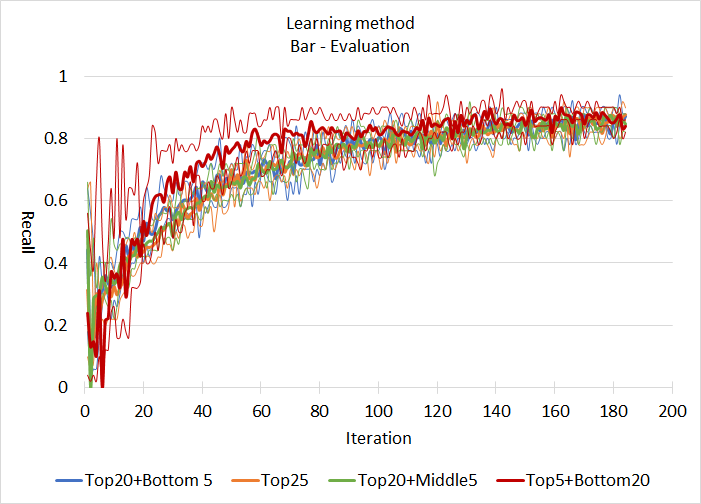 Learning method
Bar - Evaluation
1
0.8
0.6
0.4
0.2
0
Recall
0 20 40 60 80 100 120 140 160 180 200
Iteration
Top20+Bottom 5 Top25 Top20+Middle5 Top5+Bottom20